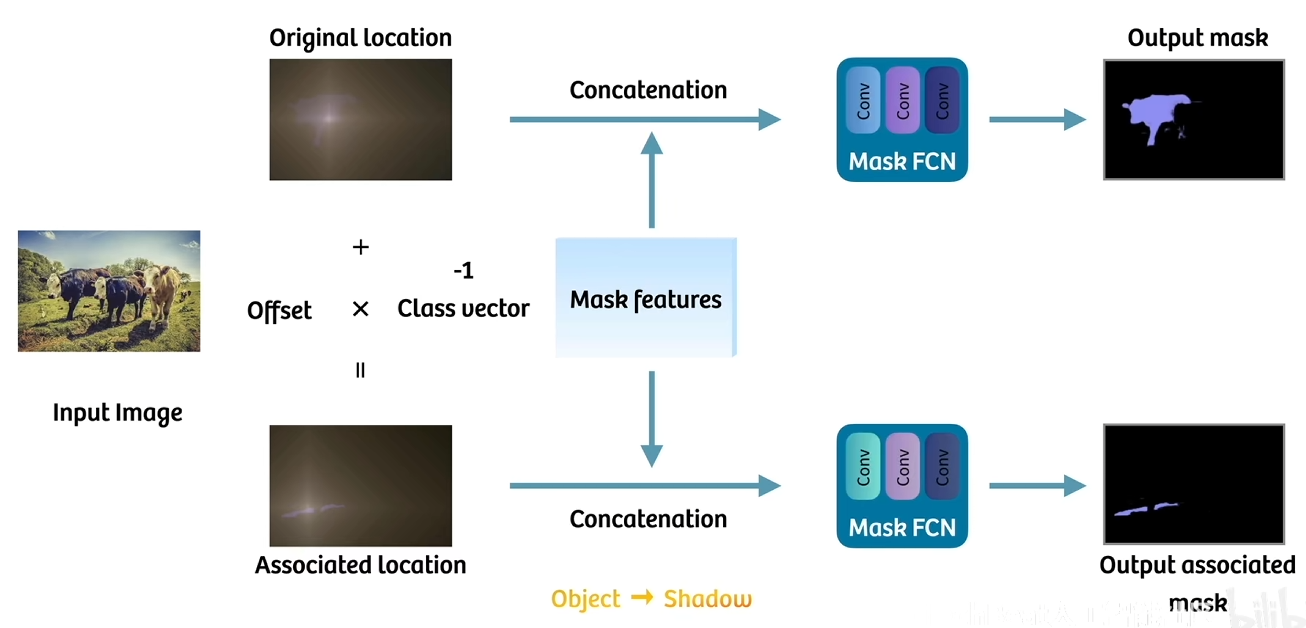 Original location
Output mask
Concatenation
Conv
Conv
Conv
Mask FCN
+
-1
Offset × Class vector
Mask features
=
Input Image
Conv
Conv
Conv
Mask FCN
Concatenation
Associated location
Output associated
mask
Object → Shadow
bilib